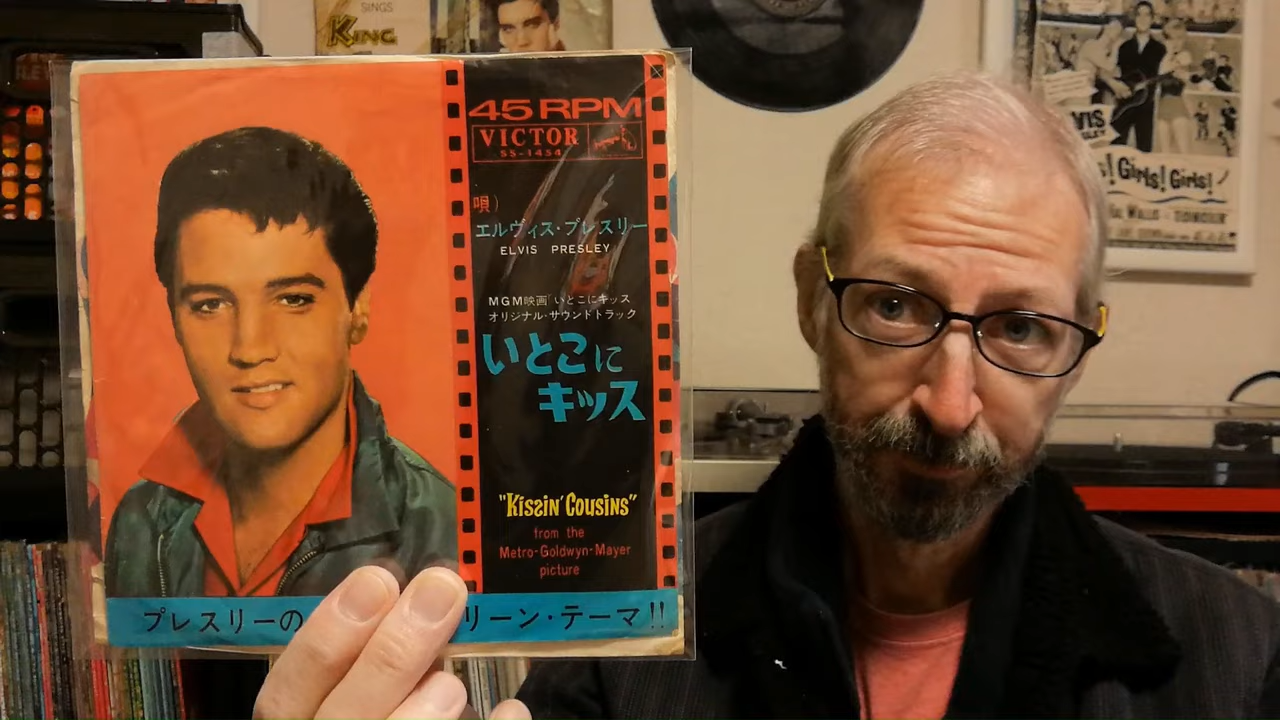 SINGS
KING
45 RPM
VICTOR
SS-1454
唄)
エルヴィス・プレスリー
ELVIS PRESLEY
MGM映画「いとこにキッス
オリジナル・サウンドトラック
いとこに
キッス
"Kissin' Cousins"
from the
Metro-Goldwyn-Mayer
picture
プレスリーの
リーン・テーマ!!
Girls! Girls!